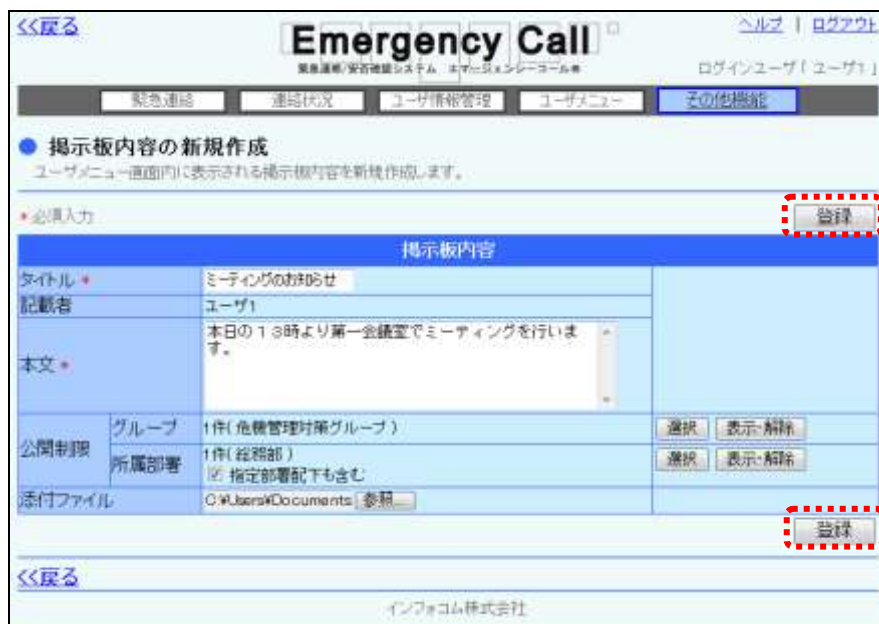 <<戻る
Emergency Call
ヘルプ | ログアウト
緊急連絡/安否確認システム エマージェンシーコール®
ログインユーザ「ユーザ1」
緊急連絡 連絡状況 ユーザ情報管理 ユーザメニュー その他機能
掲示板内容の新規作成
ユーザメニュー画面内に表示される掲示板内容を新規作成します。
*必須入力
登録
掲示板内容
タイトル * ミーティングのお知らせ
記載者 ユーザ1
本文 * 本日の13時より第一会議室でミーティングを行いま
す。
公開制限 グループ 1件(危機管理対策グループ) 選択 表示・解除
所属部署 1件(総務部) 選択 表示・解除
指定部署配下も含む
添付ファイル C:¥Users¥Documents 参照...
登録
<<戻る
インフォコム株式会社